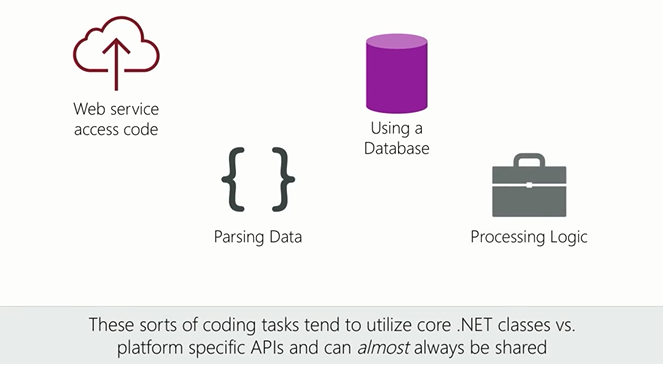 Web service
access code
Using a
Database
{ }
Parsing Data
Processing Logic
These sorts of coding tasks tend to utilize core .NET classes vs.
platform specific APIs and can almost always be shared